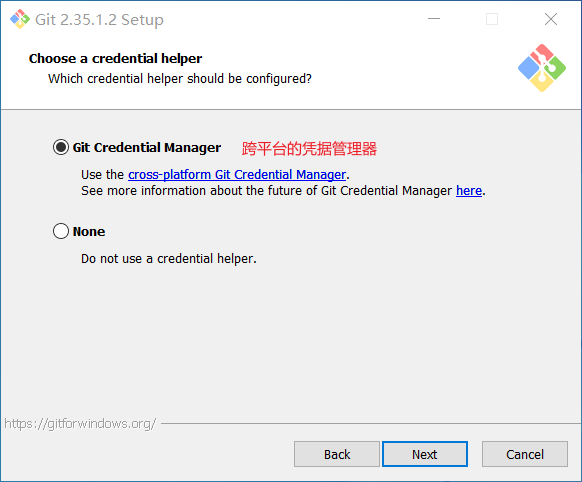 Git 2.35.1.2 Setup
Choose a credential helper
Which credential helper should be configured?
Git Credential Manager 跨平台的凭据管理器
Use the cross-platform Git Credential Manager.
See more information about the future of Git Credential Manager here.
None
Do not use a credential helper.
https://gitforwindows.org/
Back Next Cancel